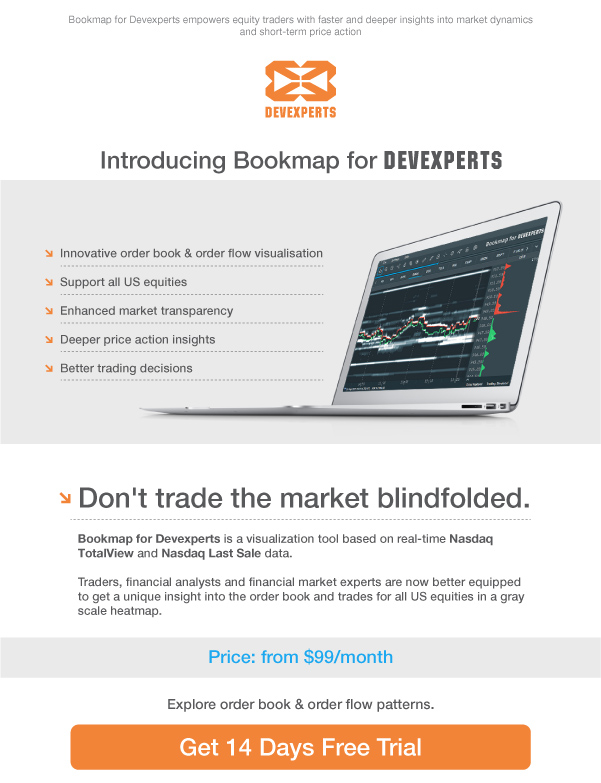 Bookmap for Devexperts empowers equity traders with faster and deeper insights into market dynamics
and short-term price action
DEVEXPERTS
Introducing Bookmap for DEVEXPERTS
Bookmap for DEVEXPERTS
Innovative order book & order flow visualisation
Support all US equities
Enhanced market transparency
Deeper price action insights
Better trading decisions
Don't trade the market blindfolded.
Bookmap for Devexperts is a visualization tool based on real-time Nasdaq
TotalView and Nasdaq Last Sale data.
Traders, financial analysts and financial market experts are now better equipped
to get a unique insight into the order book and trades for all US equities in a gray
scale heatmap.
Price: from $99/month
Explore order book & order flow patterns.
Get 14 Days Free Trial